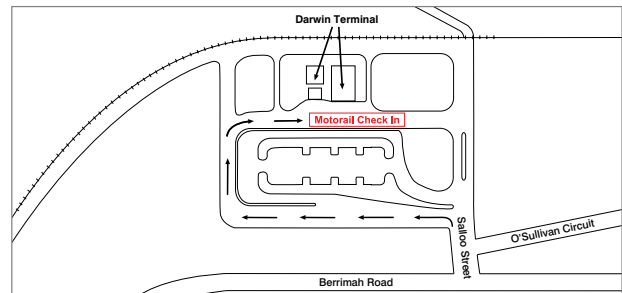 Darwin Terminal
Motorail Check In
O'Sullivan Circuit
Salloo Street
Berrimah Road